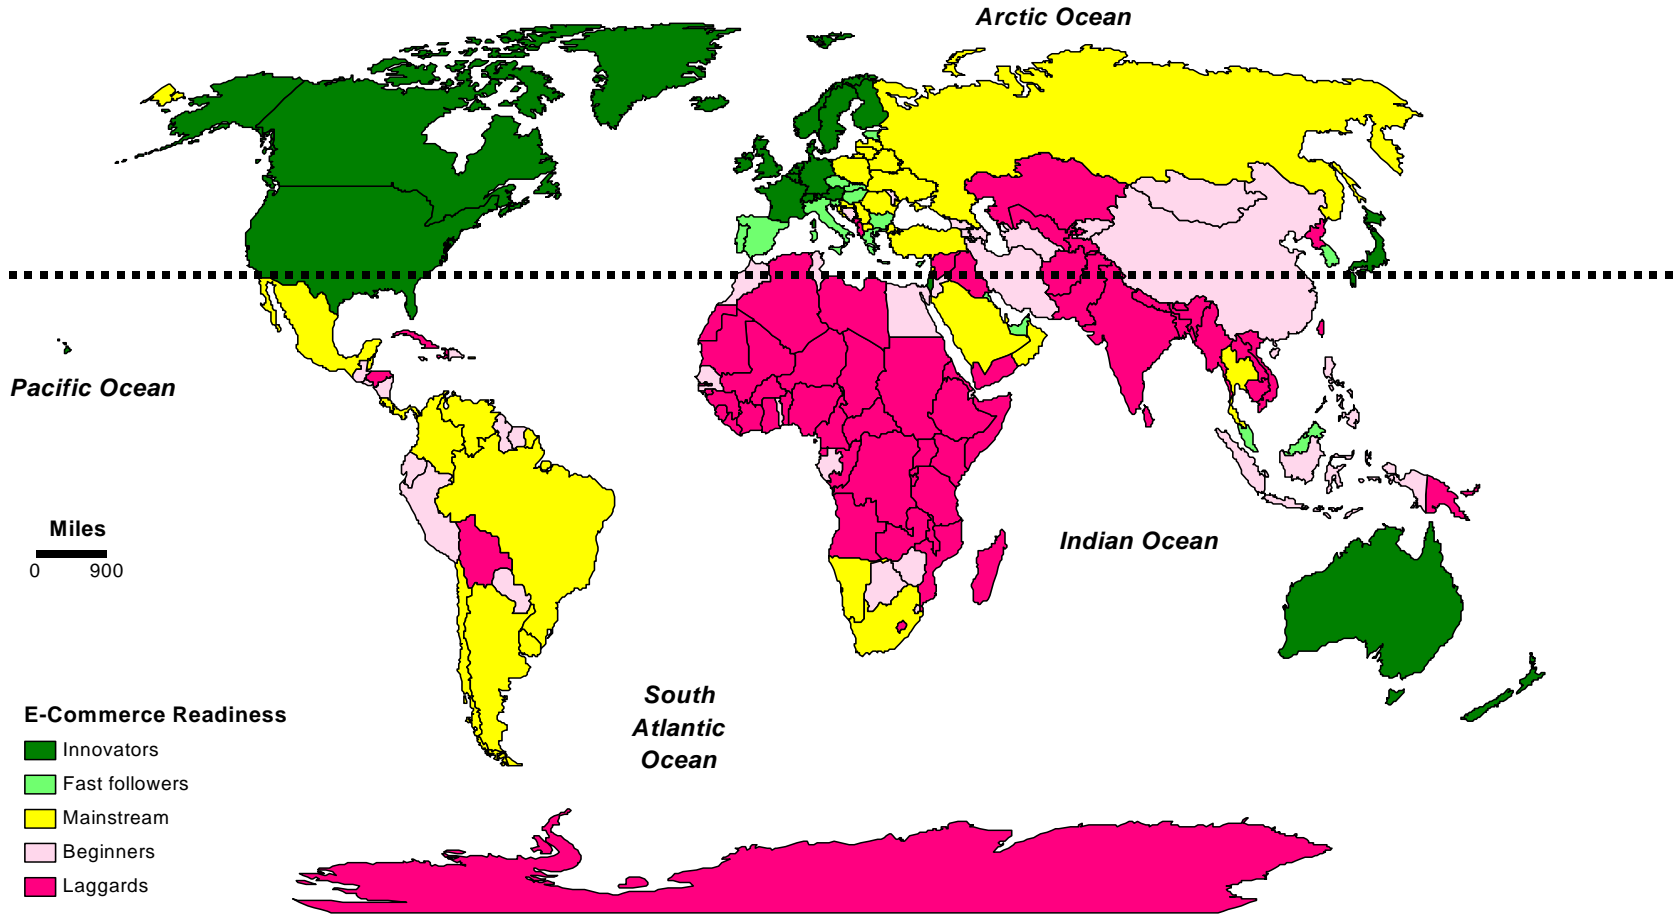 Arctic Ocean
Pacific Ocean
Miles
0 900
Indian Ocean
South
Atlantic
Ocean
E-Commerce Readiness
Innovators
Fast followers
Mainstream
Beginners
Laggards